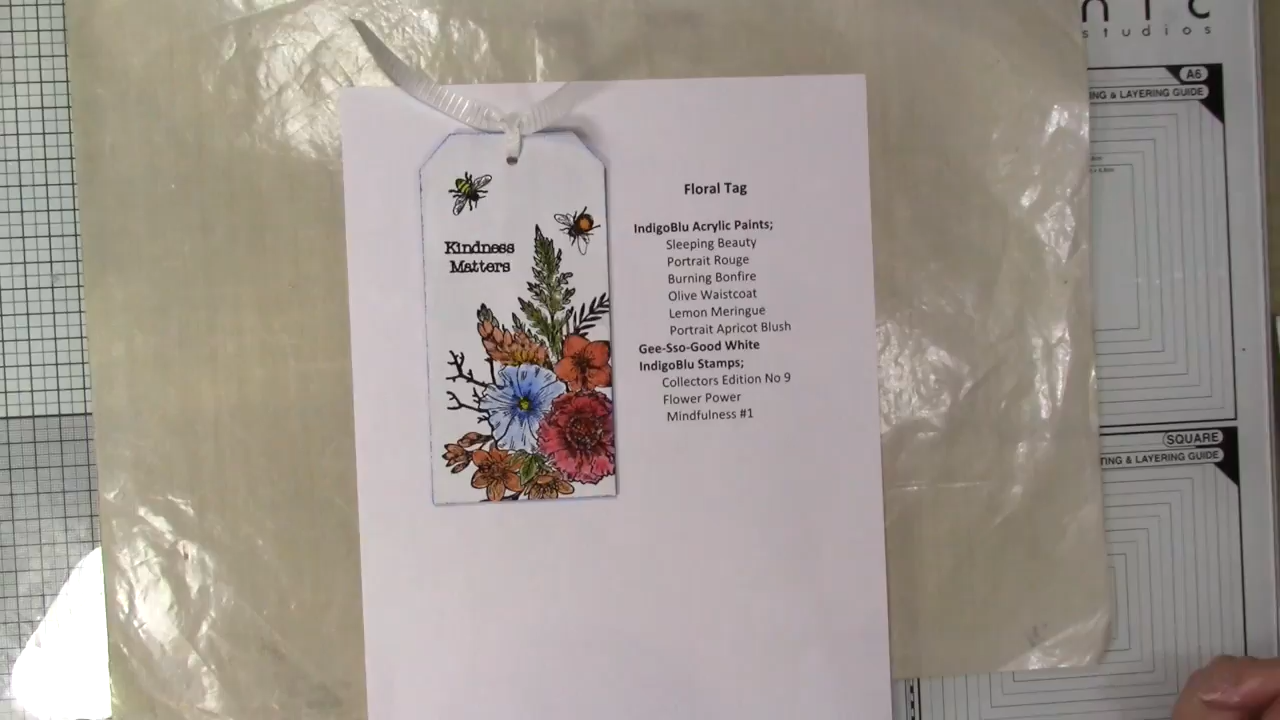 Kindness
Matters
Floral Tag
IndigoBlu Acrylic Paints;
Sleeping Beauty
Portrait Rouge
Burning Bonfire
Olive Waistcoat
Lemon Meringue
Portrait Apricot Blush
Gee-Sso-Good White
IndigoBlu Stamps;
Collectors Edition No 9
Flower Power
Mindfulness #1
studios
A6
& LAYERING GUIDE
SQUARE
& LAYERING GUIDE